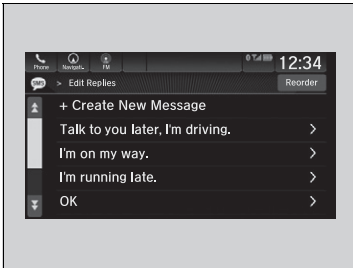 Phone Navigati.. FM 12:34
SMS > Edit Replies Reorder
+ Create New Message
Talk to you later, I'm driving. >
I'm on my way. >
I'm running late. >
OK >